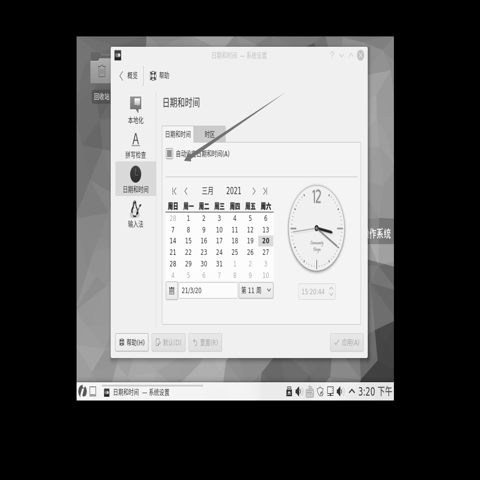 日期和时间 — 系统设置
概览
帮助
回收站
日期和时间
本地化
拼写检查
日期和时间
输入法
日期和时间
时区
自动设置日期和时间(A)
三月 2021
周日 周一 周二 周三 周四 周五 周六
28 1 2 3 4 5 6
7 8 9 10 11 12 13
14 15 16 17 18 19 20
21 22 23 24 25 26 27
28 29 30 31 1 2 3
4 5 6 7 8 9 10
12
21/3/20
第 11 周
15:20:44
作系统
帮助(H)
默认(D)
重置(R)
应用(A)
日期和时间 — 系统设置
3:20 下午